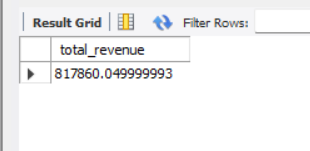 Result Grid Filter Rows:
total_revenue
817860.049999993